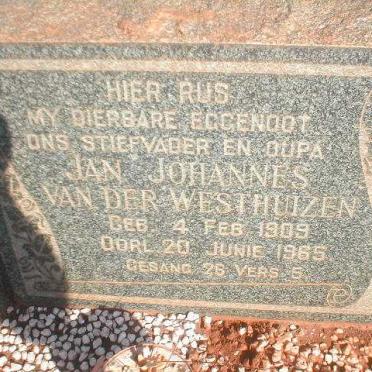 HIER RUS
MY DIERBARE EGGENOOT
ONS STIEFVADER EN OUPA
JAN JOHANNES
VAN DER WESTHUIZEN
GEB. 4 FEB 1909
OORL. 20 JUNIE 1965
GESANG 26 VERS 5